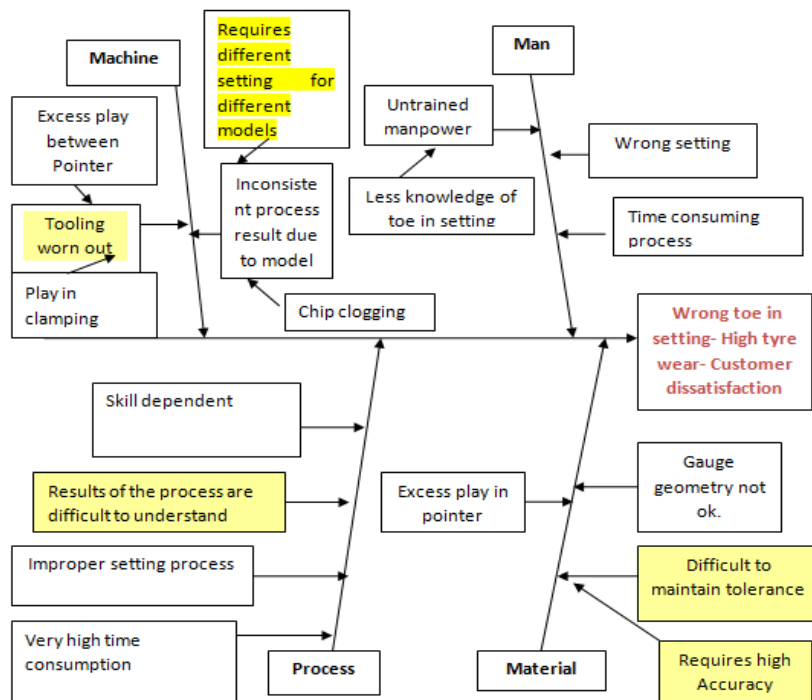 Machine
Requires
different
setting for
different
models
Man
Excess play
between
Pointer
Untrained
manpower
Wrong setting
Less knowledge of
toe in setting
Inconsiste
nt process
result due
to model
Tooling
worn out
Time consuming
process
Play in
clamping
Chip clogging
Wrong toe in
setting- High tyre
wear- Customer
dissatisfaction
Skill dependent
Gauge
geometry not
ok.
Results of the process are
difficult to understand
Excess play in
pointer
Improper setting process
Difficult to
maintain tolerance
Very high time
consumption
Process
Material
Requires high
Accuracy